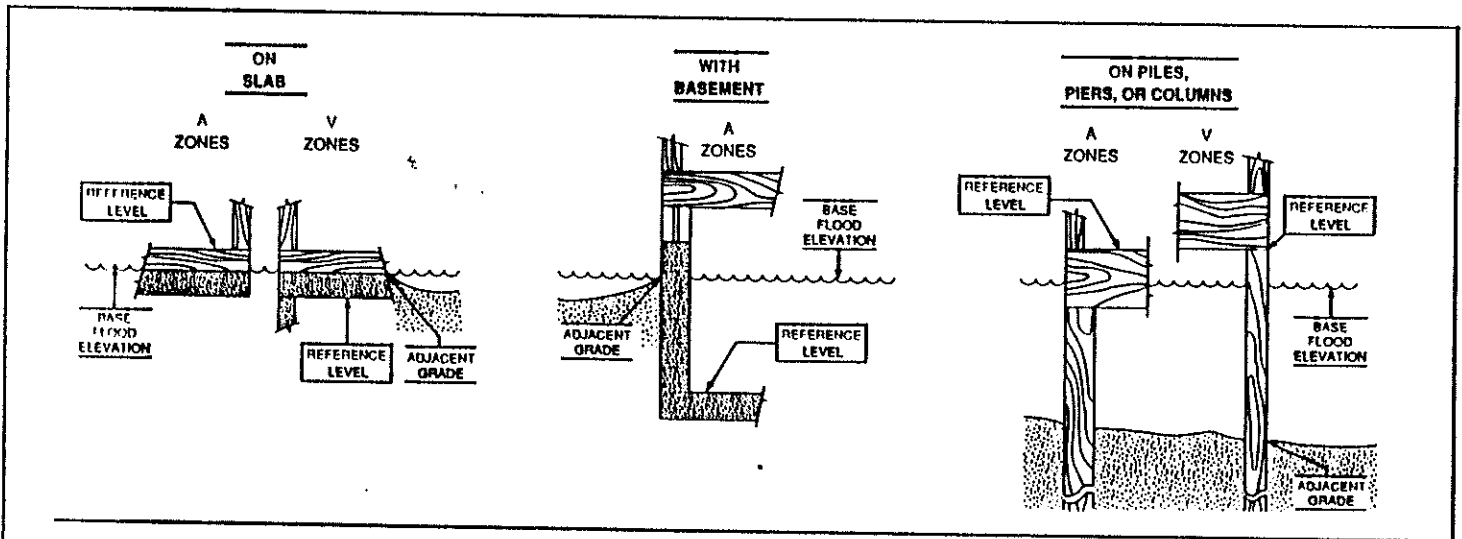 ON
SLAB
A
ZONES
V
ZONES
REFERENCE
LEVEL
BASE
FLOOD
ELEVATION
REFERENCE
LEVEL
ADJACENT
GRADE
WITH
BASEMENT
A
ZONES
BASE
FLOOD
ELEVATION
ADJACENT
GRADE
REFERENCE
LEVEL
ON PILES,
PIERS, OR COLUMNS
A
ZONES
V
ZONES
REFERENCE
LEVEL
REFERENCE
LEVEL
BASE
FLOOD
ELEVATION
ADJACENT
GRADE